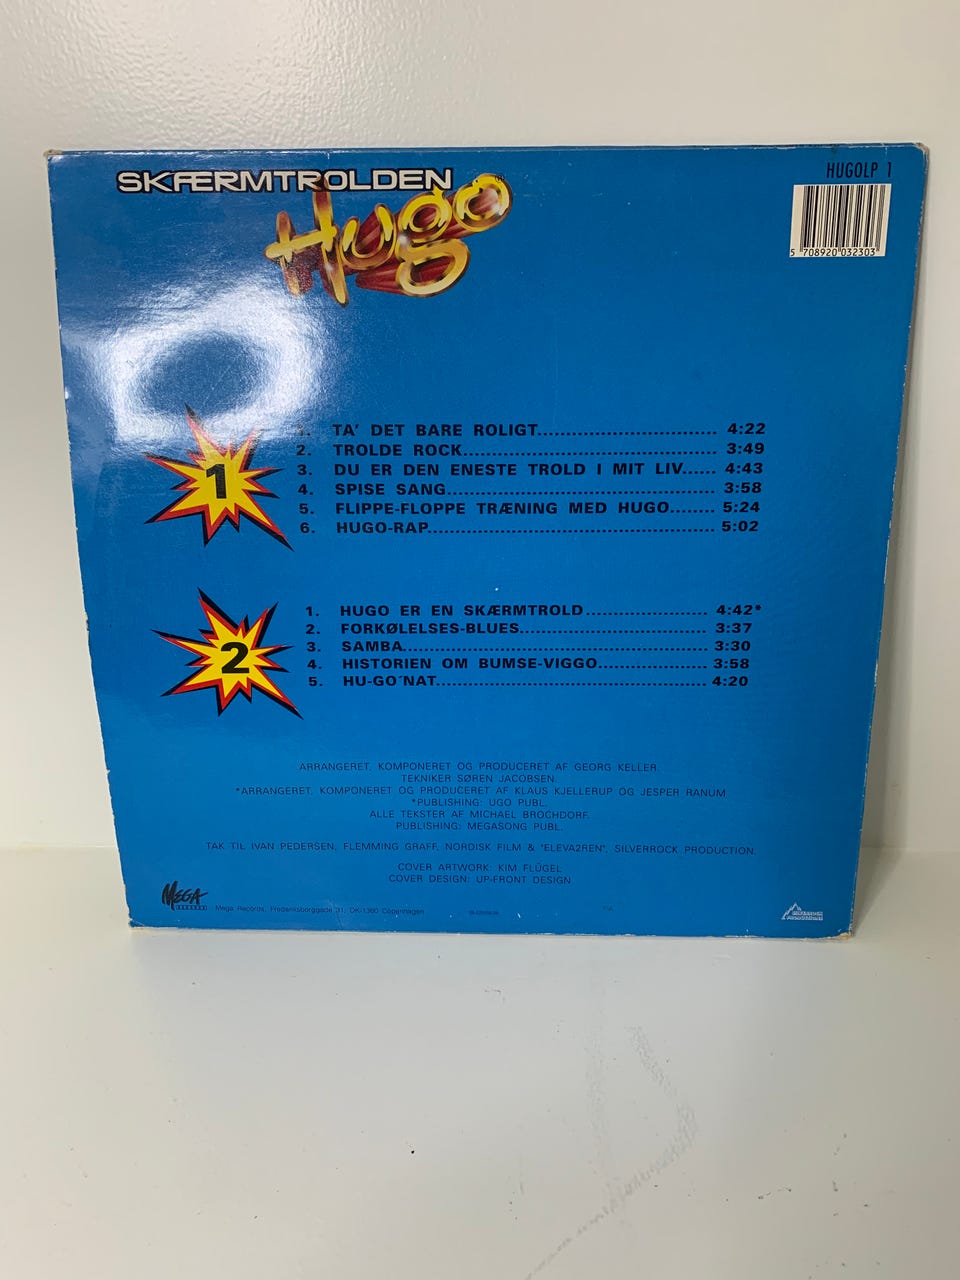 SKÆRMTROLDEN
Hugo®
HUGOLP 1
5 708920 032303
1
1. TA' DET BARE ROLIGT 4:22
2. TROLDE ROCK 3:49
3. DU ER DEN ENESTE TROLD I MIT LIV 4:43
4. SPISE SANG 3:58
5. FLIPPE-FLOPPE TRÆNING MED HUGO 5:24
6. HUGO-RAP 5:02
2
1. HUGO ER EN SKÆRMTROLD 4:42*
2. FORKØLELSES-BLUES 3:37
3. SAMBA 3:30
4. HISTORIEN OM BUMSE-VIGGO 3:58
5. HU-GO´NAT 4:20
ARRANGERET, KOMPONERET OG PRODUCERET AF GEORG KELLER.
TEKNIKER SØREN JACOBSEN.
*ARRANGERET, KOMPONERET OG PRODUCERET AF KLAUS KJELLERUP OG JESPER RANUM
*PUBLISHING: UGO PUBL.
ALLE TEKSTER AF MICHAEL BROCHDORF.
PUBLISHING: MEGASONG PUBL.
TAK TIL IVAN PEDERSEN, FLEMMING GRAFF, NORDISK FILM & "ELEVA2REN", SILVERROCK PRODUCTION.
COVER ARTWORK: KIM FLÜGEL
COVER DESIGN: UP-FRONT DESIGN
MEGA RECORDS
Mega Records, Frederiksborggade 31, DK-1360 Copenhagen
SILVERROCK PRODUCTIONS